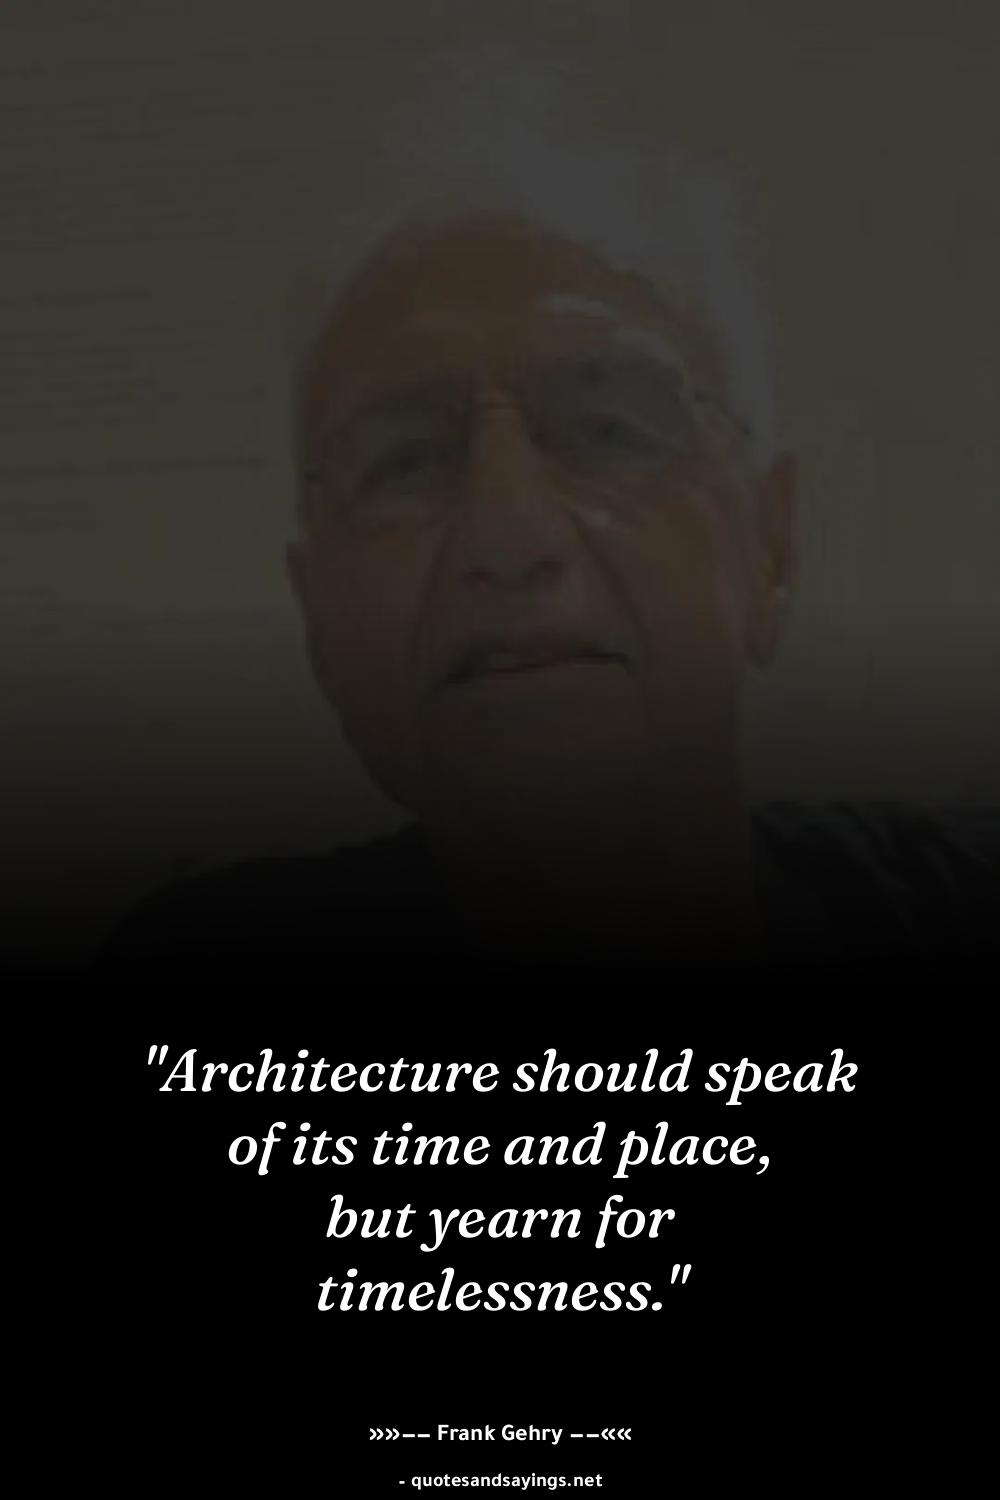 "Architecture should speak
of its time and place,
but yearn for
timelessness."
»»−− Frank Gehry −−««
- quotesandsayings.net